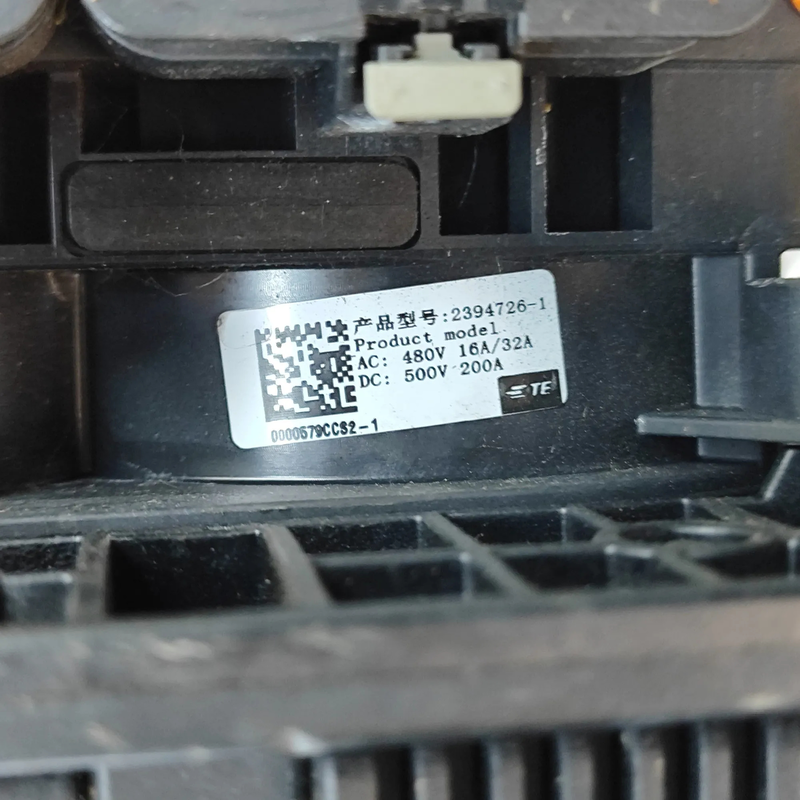 产品型号:2394726-1
Product model
AC: 480V 16A/32A
DC: 500V 200A
TE
0000579CCS2-1